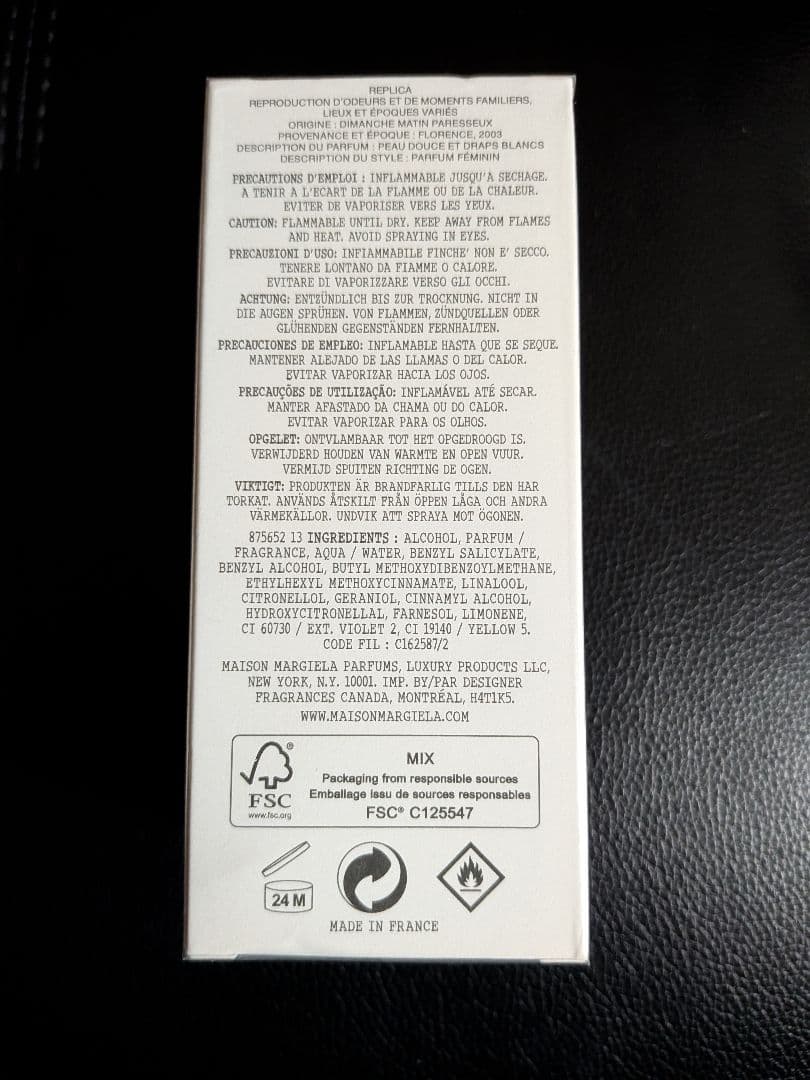 REPLICA
REPRODUCTION D'ODEURS ET DE MOMENTS FAMILIERS,
LIEUX ET ÉPOQUES VARIÉS
ORIGINE : DIMANCHE MATIN PARESSEUX
PROVENANCE ET ÉPOQUE : FLORENCE, 2003
DESCRIPTION DU PARFUM : PEAU DOUCE ET DRAPS BLANCS
DESCRIPTION DU STYLE : PARFUM FÉMININ
PRECAUTIONS D'EMPLOI : INFLAMMABLE JUSQU'A SECHAGE.
A TENIR A L'ECART DE LA FLAMME OU DE LA CHALEUR.
EVITER DE VAPORISER VERS LES YEUX.
CAUTION: FLAMMABLE UNTIL DRY. KEEP AWAY FROM FLAMES
AND HEAT. AVOID SPRAYING IN EYES.
PRECAUZIONI D'USO: INFIAMMABILE FINCHE' NON E' SECCO.
TENERE LONTANO DA FIAMME O CALORE.
EVITARE DI VAPORIZZARE VERSO GLI OCCHI.
ACHTUNG: ENTZÜNDLICH BIS ZUR TROCKNUNG. NICHT IN
DIE AUGEN SPRÜHEN. VON FLAMMEN, ZÜNDQUELLEN ODER
GLÜHENDEN GEGENSTÄNDEN FERNHALTEN.
PRECAUCIONES DE EMPLEO: INFLAMABLE HASTA QUE SE SEQUE.
MANTENER ALEJADO DE LAS LLAMAS O DEL CALOR.
EVITAR VAPORIZAR HACIA LOS OJOS.
PRECAUÇÕES DE UTILIZAÇÃO: INFLAMÁVEL ATÉ SECAR.
MANTER AFASTADO DA CHAMA OU DO CALOR.
EVITAR VAPORIZAR PARA OS OLHOS.
OPGELET: ONTVLAMBAAR TOT HET OPGEDROOGD IS.
VERWIJDERD HOUDEN VAN WARMTE EN OPEN VUUR.
VERMIJD SPUITEN RICHTING DE OGEN.
VIKTIGT: PRODUKTEN ÄR BRANDFARLIG TILLS DEN HAR
TORKAT. ANVÄNDS ÅTSKILT FRÅN ÖPPEN LÅGA OCH ANDRA
VÄRMEKÄLLOR. UNDVIK ATT SPRAYA MOT ÖGONEN.
875652 13 INGREDIENTS : ALCOHOL, PARFUM /
FRAGRANCE, AQUA / WATER, BENZYL SALICYLATE,
BENZYL ALCOHOL, BUTYL METHOXYDIBENZOYLMETHANE,
ETHYLHEXYL METHOXYCINNAMATE, LINALOOL,
CITRONELLOL, GERANIOL, CINNAMYL ALCOHOL,
HYDROXYCITRONELLAL, FARNESOL, LIMONENE,
CI 60730 / EXT. VIOLET 2, CI 19140 / YELLOW 5.
CODE FIL : C162587/2
MAISON MARGIELA PARFUMS, LUXURY PRODUCTS LLC,
NEW YORK, N.Y. 10001. IMP. BY/PAR DESIGNER
FRAGRANCES CANADA, MONTRÉAL, H4T1K5.
WWW.MAISONMARGIELA.COM
MIX
Packaging from responsible sources
Emballage issu de sources responsables
FSC® C125547
FSC
www.fsc.org
24 M
MADE IN FRANCE